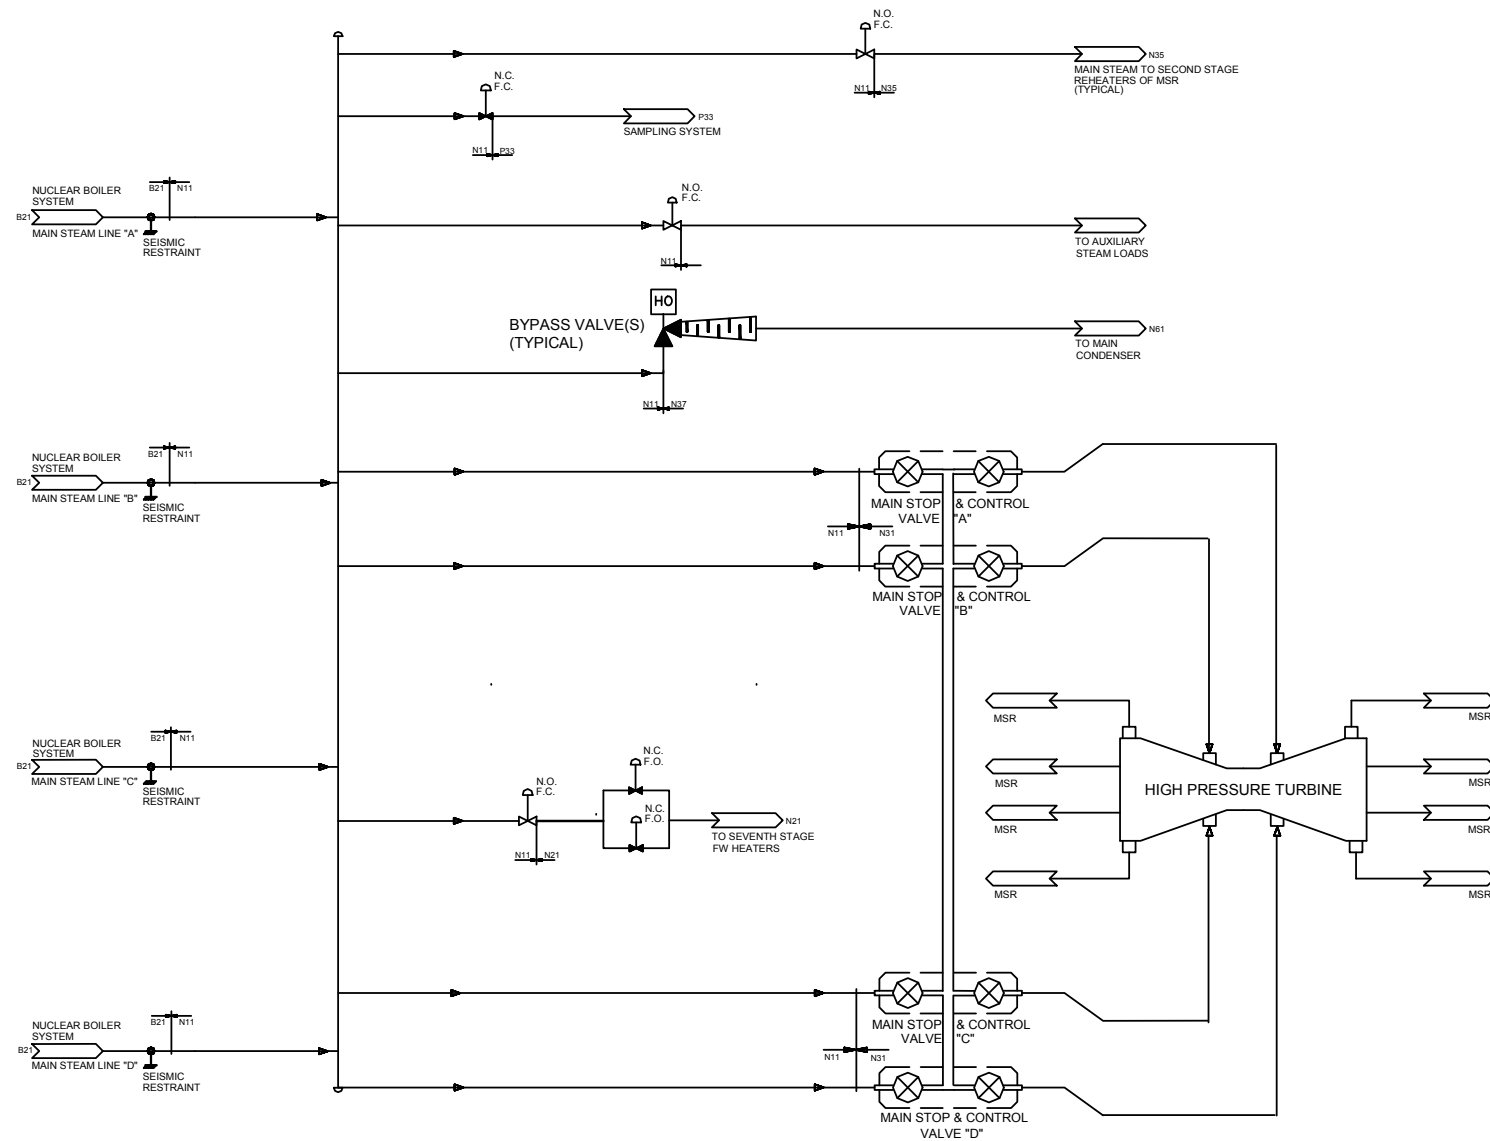 N.O.
F.C.
N35
MAIN STEAM TO SECOND STAGE
REHEATERS OF MSR
(TYPICAL)
N11 N35
N.C.
F.C.
P33
SAMPLING SYSTEM
N11 P33
NUCLEAR BOILER
SYSTEM
B21 N11
B21
MAIN STEAM LINE "A"
SEISMIC
RESTRAINT
N.O.
F.C.
TO AUXILIARY
STEAM LOADS
N11
HO
BYPASS VALVE(S)
(TYPICAL)
N61
TO MAIN
CONDENSER
N11 N37
NUCLEAR BOILER
SYSTEM
B21 N11
B21
MAIN STEAM LINE "B"
SEISMIC
RESTRAINT
MAIN STOP & CONTROL
VALVE "A"
N11 N31
MAIN STOP & CONTROL
VALVE "B"
MSR
MSR
MSR
MSR
HIGH PRESSURE TURBINE
MSR
MSR
MSR
MSR
NUCLEAR BOILER
SYSTEM
B21 N11
B21
MAIN STEAM LINE "C"
SEISMIC
RESTRAINT
N.O.
F.C.
N.C.
F.O.
N.C.
F.O.
N21
TO SEVENTH STAGE
FW HEATERS
N11 N21
MAIN STOP & CONTROL
VALVE "C"
N11 N31
NUCLEAR BOILER
SYSTEM
B21 N11
B21
MAIN STEAM LINE "D"
SEISMIC
RESTRAINT
MAIN STOP & CONTROL
VALVE "D"